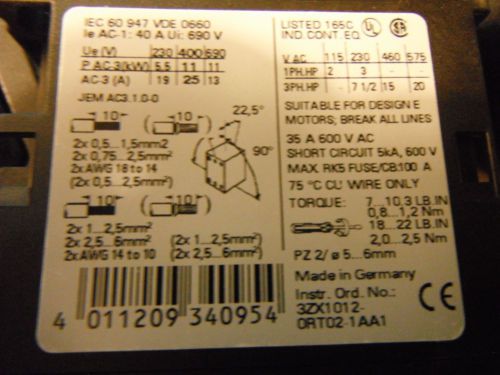 IEC 60 947 VDE 0660
Ie AC-1: 40 A Ui: 690 V
Ue (V) 230 400 690
P AC-3(kW) 5.5 11 11
AC-3 (A) 19 25 13
JEM AC3.1.0-0
10 10
2x 0,5...1,5mm2
2x 0,75...2,5mm²
2x AWG 18 to 14
(2x 0,5...2,5mm²)
22,5°
90°
10 10
2x 1...2,5mm²
2x 2,5...6mm²
2x AWG 14 to 10
(2x 1...2,5mm²)
(2x 2,5...6mm²)
4 011209 340954
LISTED 165C UL SA
IND. CONT. EQ.
V AC 115 230 460 575
1PH.HP 2 3 - -
3PH.HP - 7 1/2 15 20
SUITABLE FOR DESIGN E
MOTORS; BREAK ALL LINES
35 A 600 V AC
SHORT CIRCUIT 5kA, 600 V
MAX. RK5 FUSE/CB:100 A
75 °C CU WIRE ONLY
TORQUE: 7...10,3 LB.IN
0,8...1,2 Nm
18...22 LB.IN
2,0...2,5 Nm
PZ 2/ ø 5...6mm
Made in Germany
Instr. Ord. No.:
3ZX1012-
0RT02-1AA1
CE